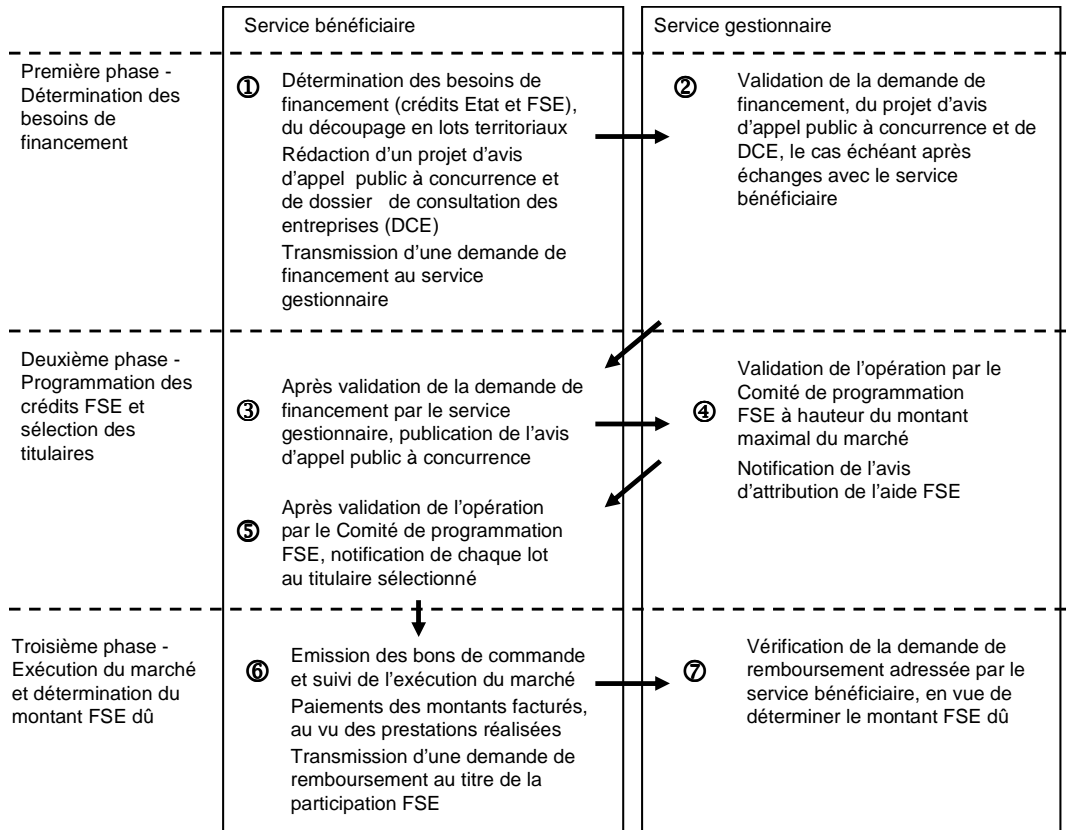 Service bénéficiaire
Service gestionnaire
Première phase -
Détermination des
besoins de
financement
①
Détermination des besoins de
financement (crédits Etat et FSE),
du découpage en lots territoriaux
Rédaction d’un projet d’avis
d’appel public à concurrence et
de dossier de consultation des
entreprises (DCE)
Transmission d’une demande de
financement au service
gestionnaire
②
Validation de la demande de
financement, du projet d’avis
d’appel public à concurrence et de
DCE, le cas échéant après
échanges avec le service
bénéficiaire
Deuxième phase -
Programmation des
crédits FSE et
sélection des
titulaires
③
Après validation de la demande de
financement par le service
gestionnaire, publication de l’avis
d’appel public à concurrence
④
Validation de l’opération par le
Comité de programmation
FSE à hauteur du montant
maximal du marché
Notification de l’avis
d’attribution de l’aide FSE
⑤
Après validation de l’opération
par le Comité de programmation
FSE, notification de chaque lot
au titulaire sélectionné
Troisième phase -
Exécution du marché
et détermination du
montant FSE dû
⑥
Emission des bons de commande
et suivi de l’exécution du marché
Paiements des montants facturés,
au vu des prestations réalisées
Transmission d’une demande de
remboursement au titre de la
participation FSE
⑦
Vérification de la demande de
remboursement adressée par le
service bénéficiaire, en vue de
déterminer le montant FSE dû